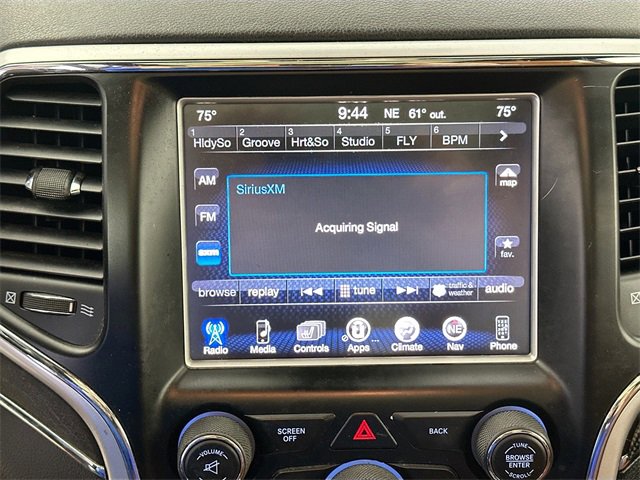 75° 9:44 NE 61° out. 75°
1 2 3 4 5 6
HldySo Groove Hrt&So Studio FLY BPM
AM
SiriusXM
map
FM
Acquiring Signal
SXM
fav.
browse replay tune traffic & weather audio
Radio Media Controls Apps ... Climate NE Nav Phone
SCREEN OFF
BACK
VOLUME
TUNE
BROWSE
ENTER
SCROLL